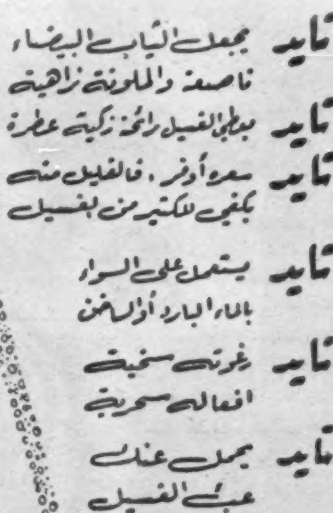 تايد يجعل الثياب البيضاء
ناصعة والملونة زاهية
تايد يعطي الغسيل رائحة زكية عطرة
تايد سعره أوفر، فالقليل منه
يكفي للكثير من الغسيل
تايد يستعمل على السواء
بالماء البارد أو الساخن
تايد رغوته سخية
افعاله سحرية
تايد يحمل عنك
عبء الغسيل